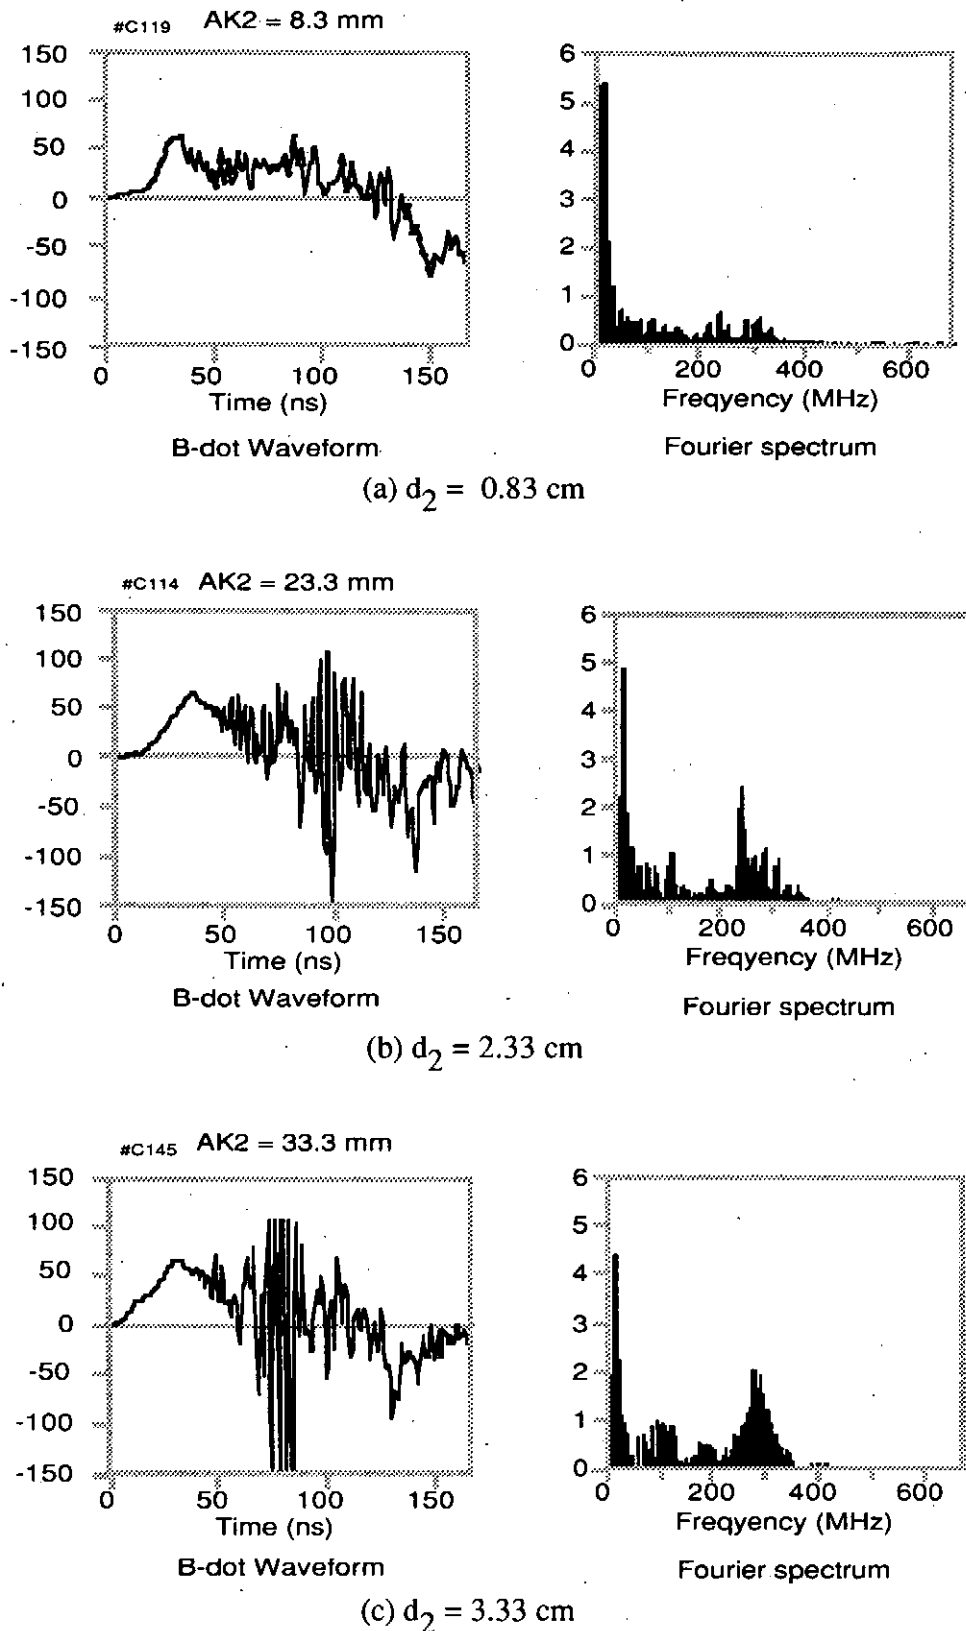 #C119 AK2 = 8.3 mm
150
100
50
0
-50
-100
-150
0 50 100 150
Time (ns)
B-dot Waveform
6
5
4
3
2
1
0
0 200 400 600
Freqyency (MHz)
Fourier spectrum
(a) d2 = 0.83 cm
#C114 AK2 = 23.3 mm
150
100
50
0
-50
-100
-150
0 50 100 150
Time (ns)
B-dot Waveform
6
5
4
3
2
1
0
0 200 400 600
Freqyency (MHz)
Fourier spectrum
(b) d2 = 2.33 cm
#C145 AK2 = 33.3 mm
150
100
50
0
-50
-100
-150
0 50 100 150
Time (ns)
B-dot Waveform
6
5
4
3
2
1
0
0 200 400 600
Freqyency (MHz)
Fourier spectrum
(c) d2 = 3.33 cm